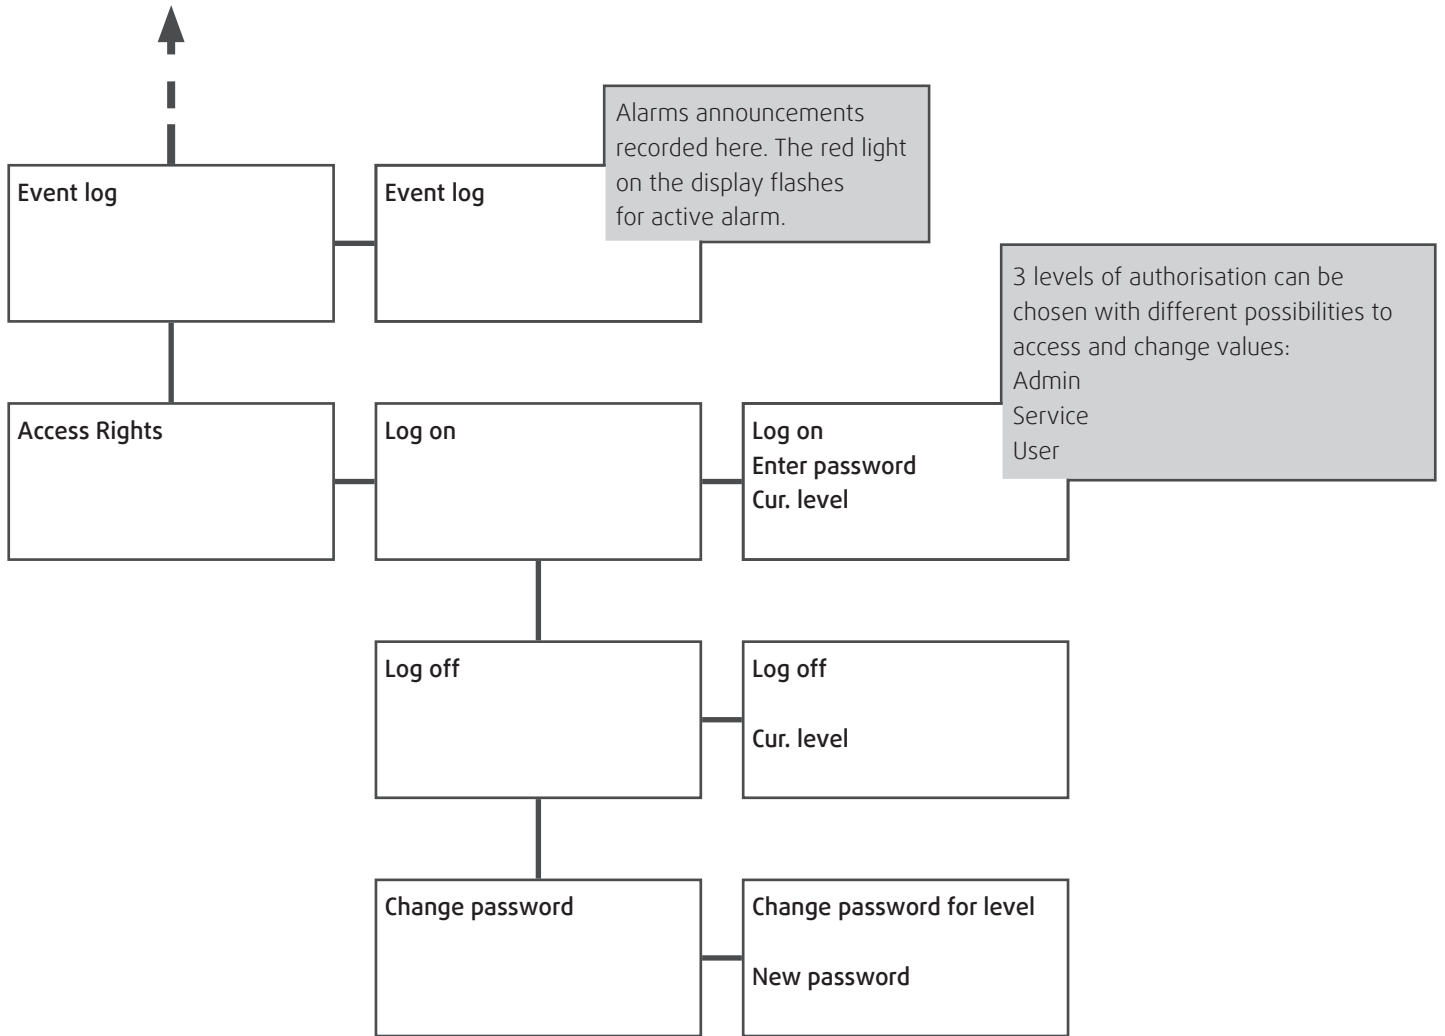 Alarms announcements
recorded here. The red light
on the display flashes
for active alarm.
Event log
Event log
3 levels of authorisation can be
chosen with different possibilities to
access and change values:
Admin
Service
User
Access Rights
Log on
Log on
Enter password
Cur. level
Log off
Log off
Cur. level
Change password
Change password for level
New password